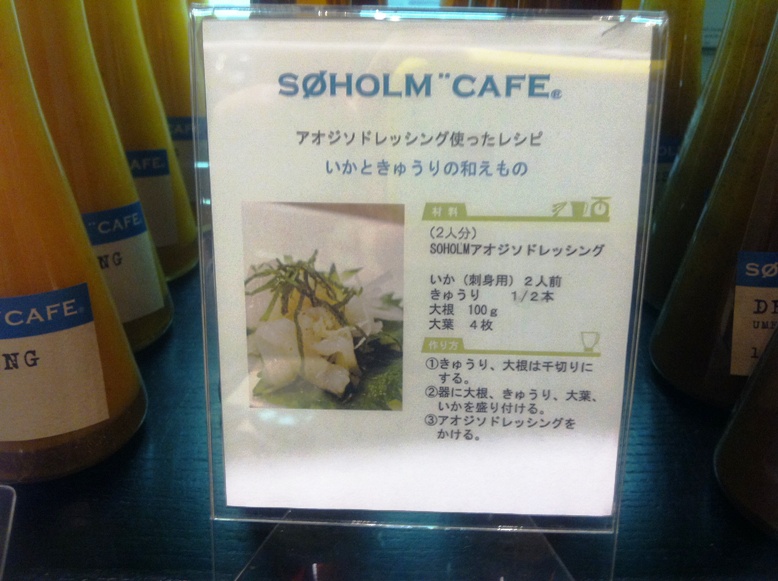 SØHOLM¨CAFE®
アオジソドレッシング使ったレシピ
いかときゅうりの和えもの
材料
(2人分)
SOHOLMアオジソドレッシング
いか(刺身用) 2人前
きゅうり 1/2本
大根 100g
大葉 4枚
作り方
①きゅうり、大根は千切りに
する。
②器に大根、きゅうり、大葉、
いかを盛り付ける。
③アオジソドレッシングを
かける。
CAFE.
¨CAFE.
NG
¨CAFE.
NG
SØ